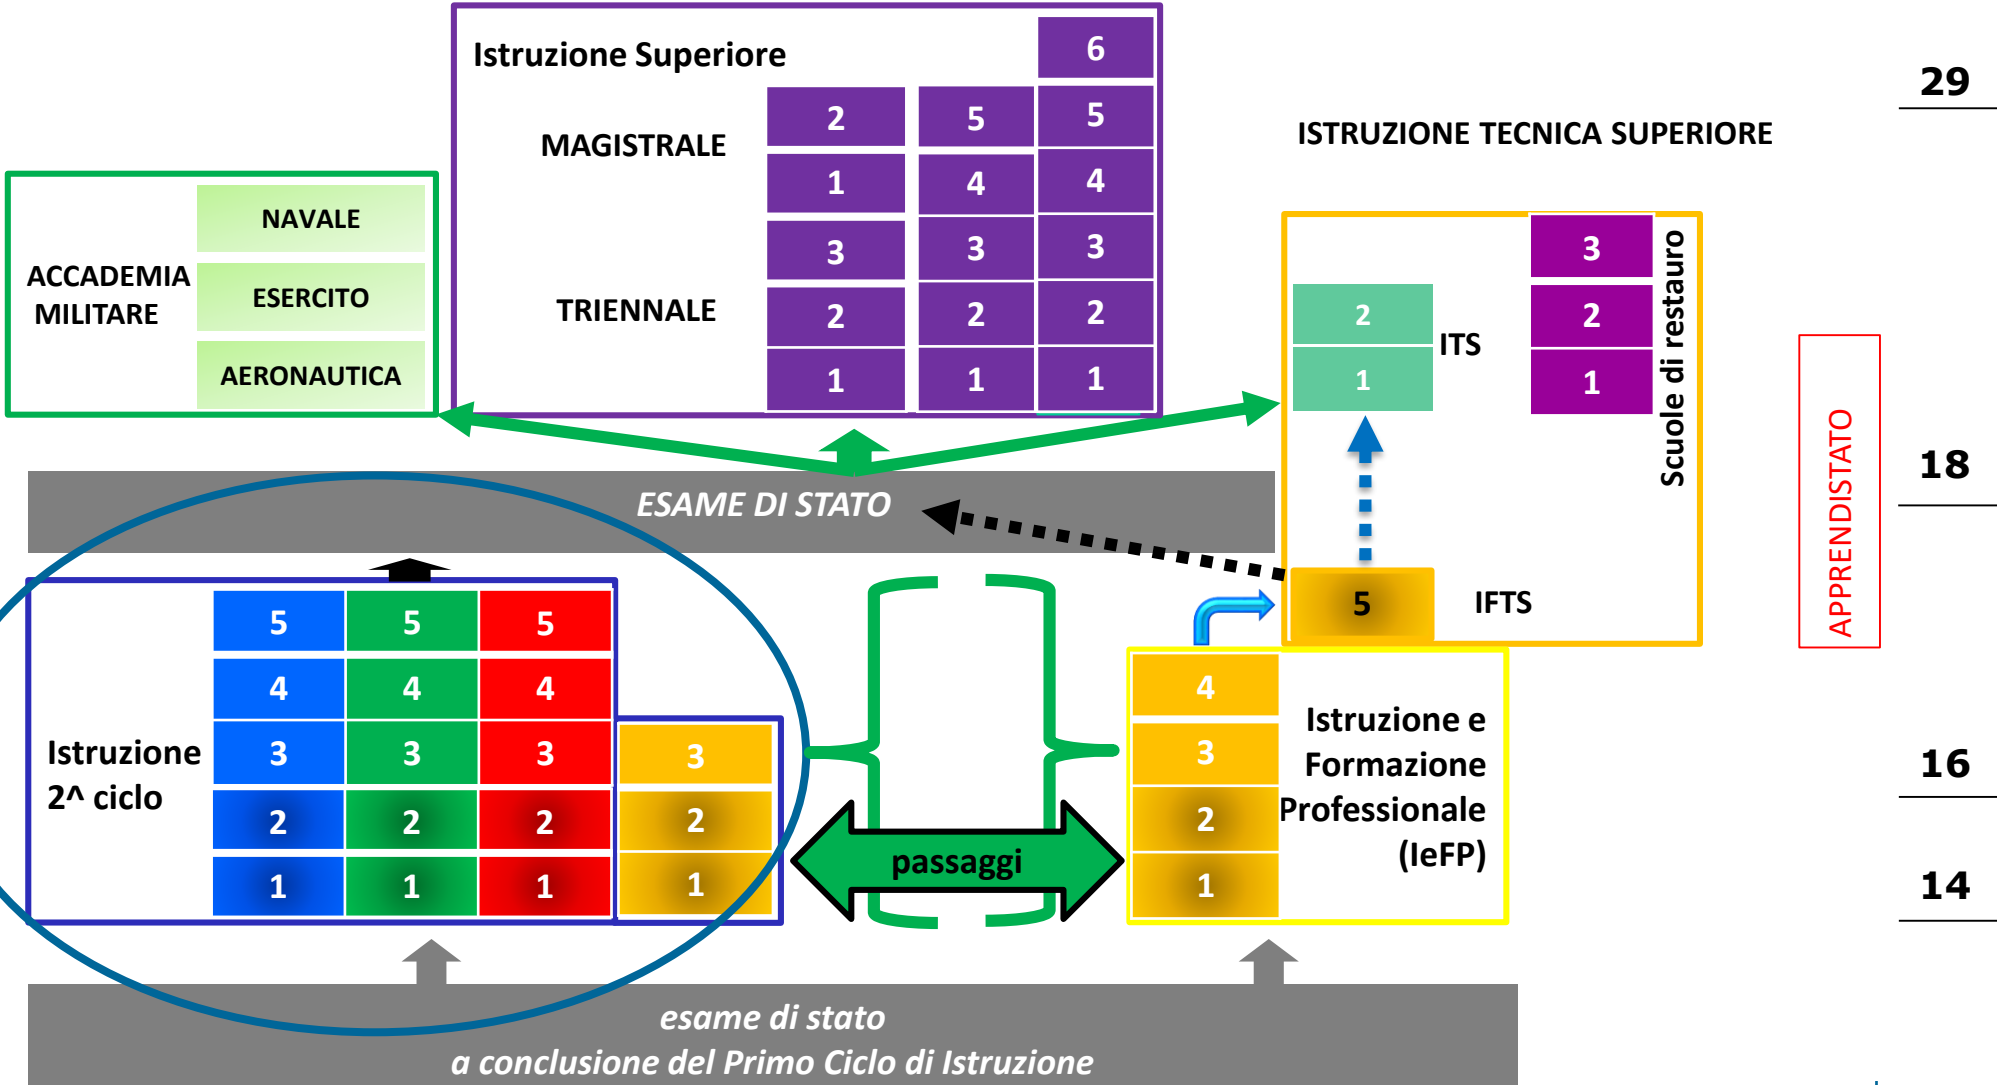 Istruzione Superiore
6
29
2 5 5
MAGISTRALE
ISTRUZIONE TECNICA SUPERIORE
1 4 4
NAVALE
3 3 3
3
ACCADEMIA
MILITARE
ESERCITO
TRIENNALE
2 2 2
2
2
ITS
Scuole di restauro
AERONAUTICA
1 1 1
1
1
APPRENDISTATO
18
ESAME DI STATO
5
IFTS
5 5 5
4 4 4
4
Istruzione
2^ ciclo
3 3 3 3
3
Istruzione e
Formazione
Professionale
(IeFP)
16
2 2 2 2
2
passaggi
1 1 1 1
1
14
esame di stato
a conclusione del Primo Ciclo di Istruzione